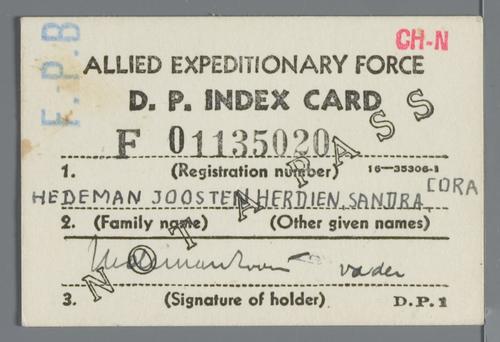 CH-N
F.P.B
ALLIED EXPEDITIONARY FORCE
D. P. INDEX CARD
F 01135020
1. (Registration number) 16—35306-1
HEDEMAN JOOSTEN, HERDIEN, SANDRA, CORA
2. (Family name) (Other given names)
vader
3. (Signature of holder) D.P.1
NOT A PASS